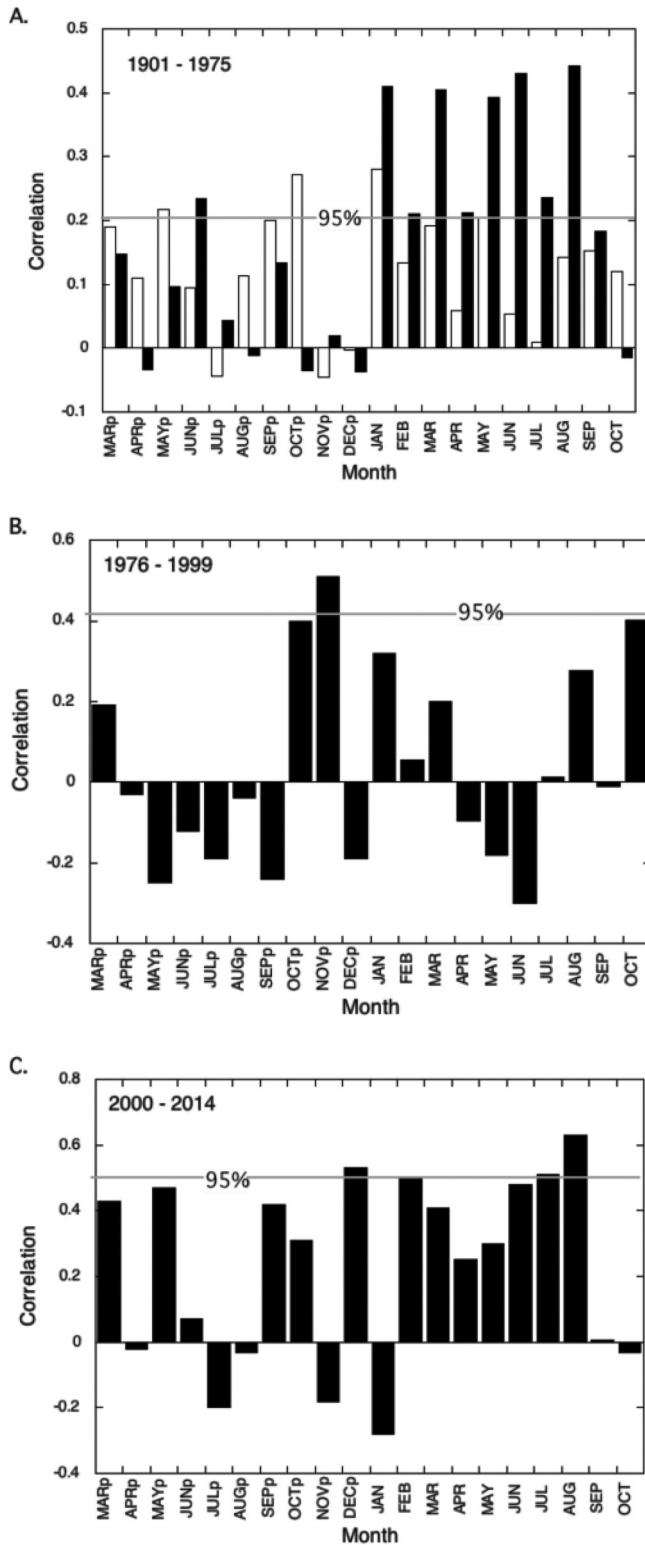 A.
1901 - 1975
0.5
0.4
0.3
0.2
0.1
0
-0.1
95%
Correlation
MARp APRp MAYp JUNp JULp AUGp SEPp OCTp NOVp DECp JAN FEB MAR APR MAY JUN JUL AUG SEP OCT
Month
B.
1976 - 1999
0.6
0.4
0.2
0
-0.2
-0.4
95%
Correlation
MARp APRp MAYp JUNp JULp AUGp SEPp OCTp NOVp DECp JAN FEB MAR APR MAY JUN JUL AUG SEP OCT
Month
C.
2000 - 2014
0.8
0.6
0.4
0.2
0
-0.2
-0.4
95%
Correlation
MARp APRp MAYp JUNp JULp AUGp SEPp OCTp NOVp DECp JAN FEB MAR APR MAY JUN JUL AUG SEP OCT
Month